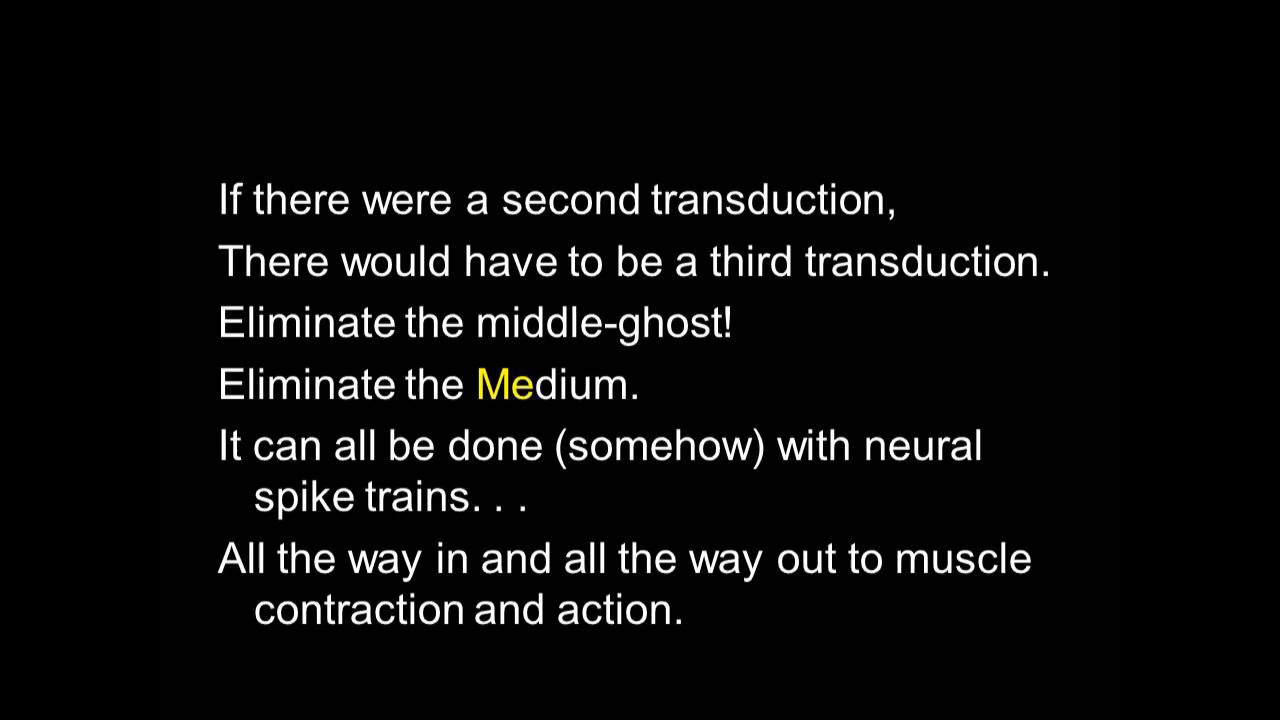 If there were a second transduction,
There would have to be a third transduction.
Eliminate the middle-ghost!
Eliminate the Medium.
It can all be done (somehow) with neural
spike trains. . .
All the way in and all the way out to muscle
contraction and action.